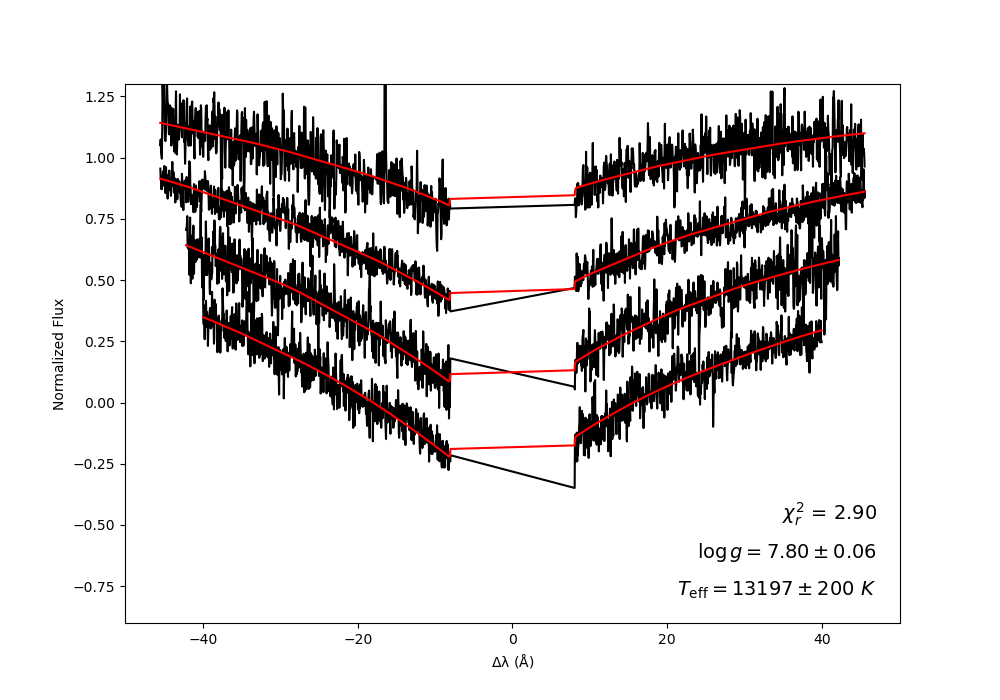 1.25
1.00
0.75
0.50
0.25
0.00
−0.25
−0.50
−0.75
Normalized Flux
−40 −20 0 20 40
Δλ (Å)
χ²ᵣ = 2.90
log g = 7.80 ± 0.06
T_eff = 13197 ± 200 K